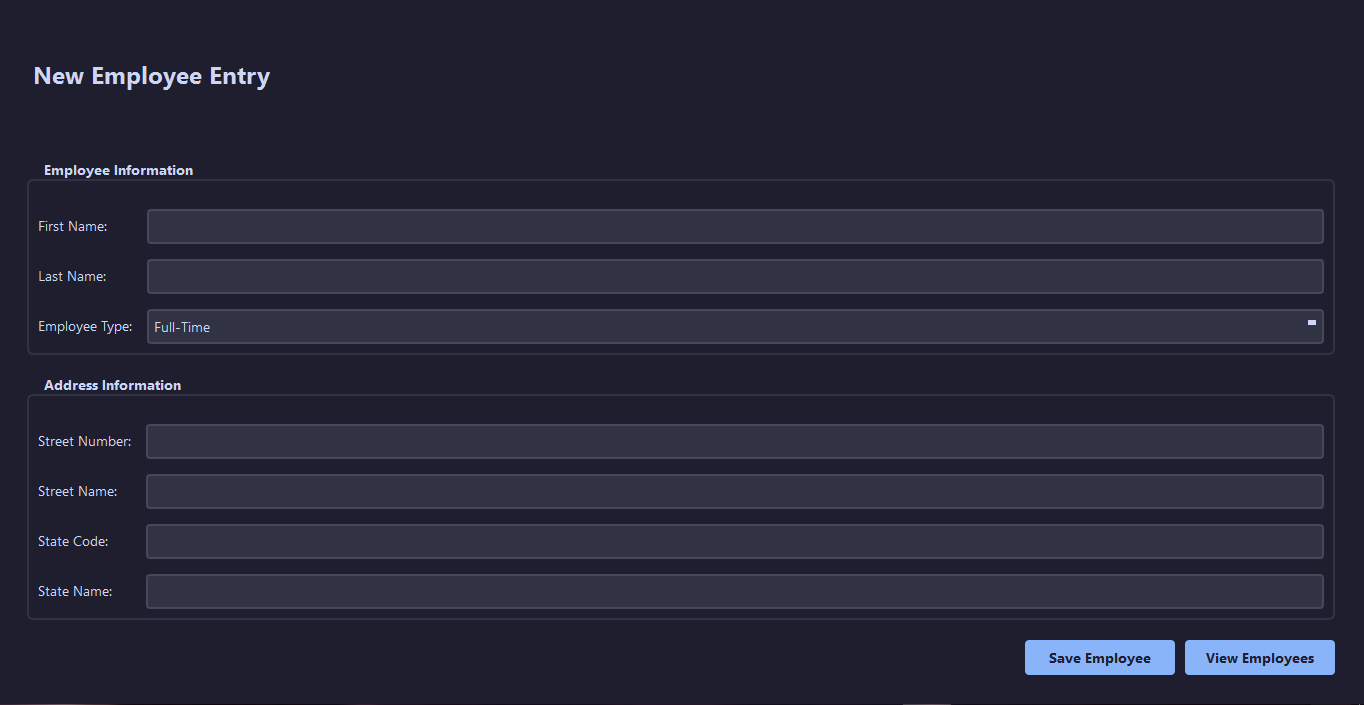 New Employee Entry
Employee Information
First Name:
Last Name:
Employee Type: Full-Time
Address Information
Street Number:
Street Name:
State Code:
State Name:
Save Employee View Employees